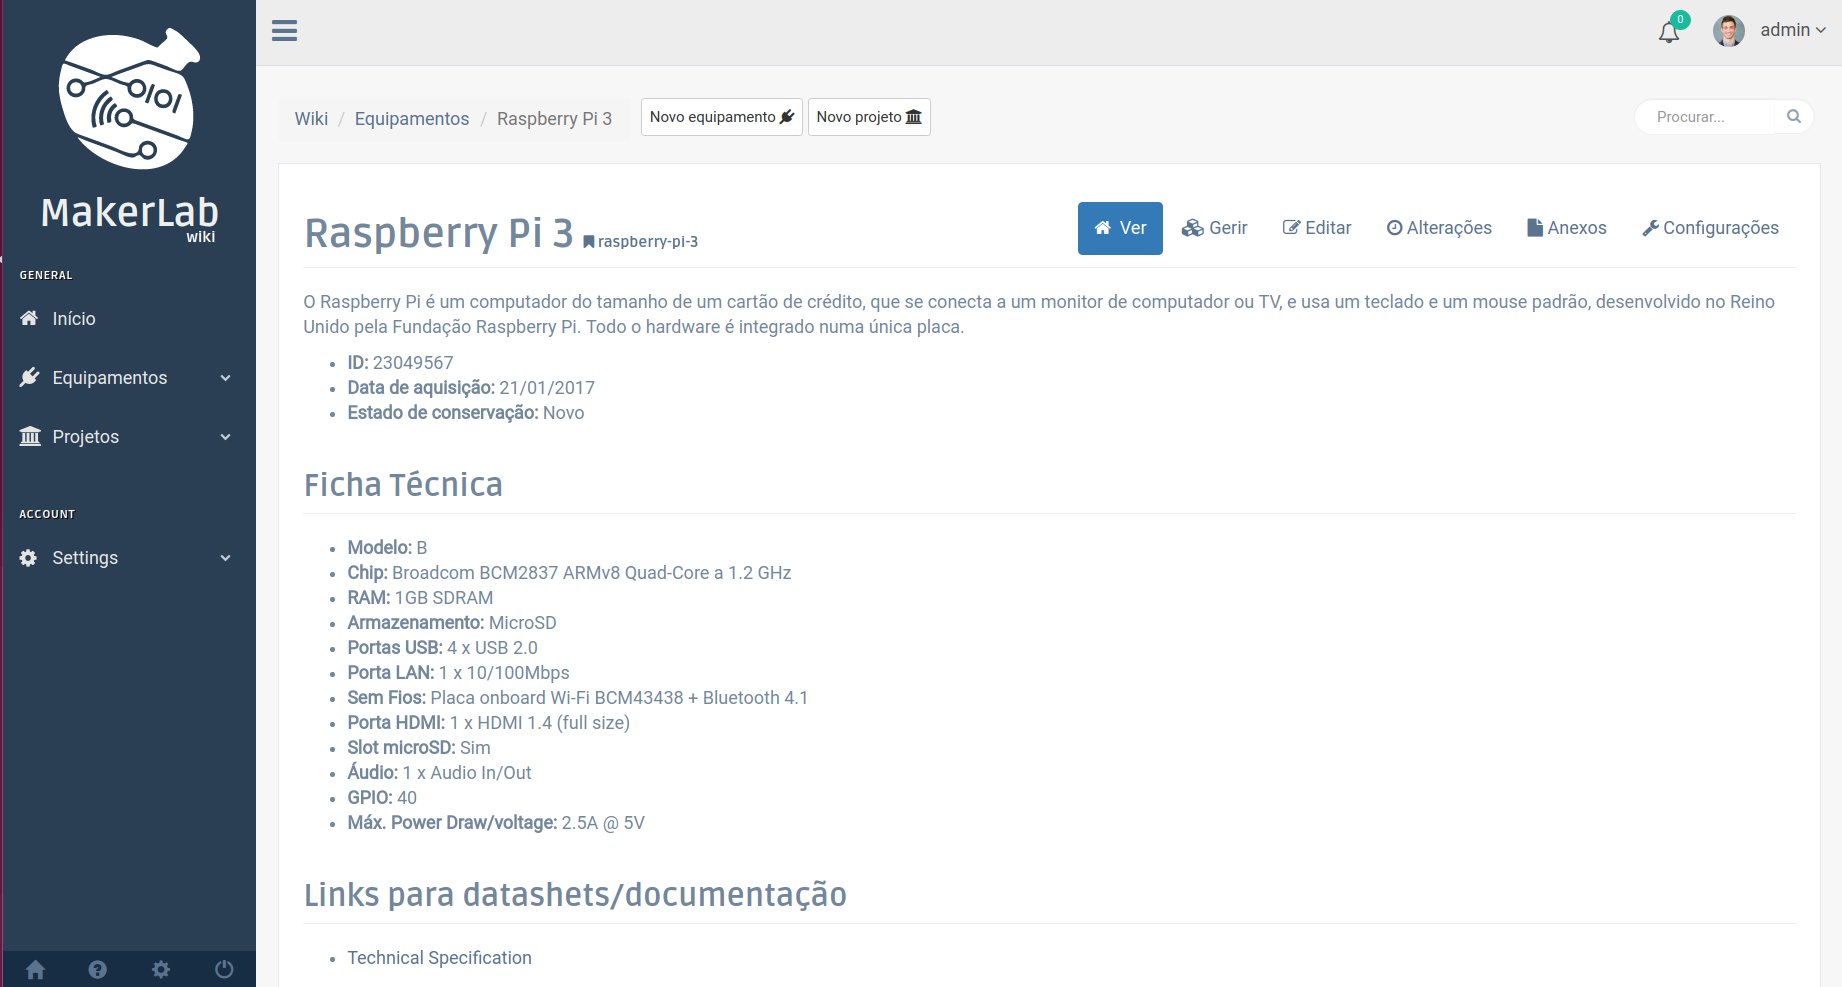 MakerLab
wiki
GENERAL
Início
Equipamentos
Projetos
ACCOUNT
Settings
0
admin
Wiki / Equipamentos / Raspberry Pi 3
Novo equipamento
Novo projeto
Procurar...
Raspberry Pi 3 raspberry-pi-3
Ver
Gerir
Editar
Alterações
Anexos
Configurações
O Raspberry Pi é um computador do tamanho de um cartão de crédito, que se conecta a um monitor de computador ou TV, e usa um teclado e um mouse padrão, desenvolvido no Reino
Unido pela Fundação Raspberry Pi. Todo o hardware é integrado numa única placa.
• ID: 23049567
• Data de aquisição: 21/01/2017
• Estado de conservação: Novo
Ficha Técnica
• Modelo: B
• Chip: Broadcom BCM2837 ARMv8 Quad-Core a 1.2 GHz
• RAM: 1GB SDRAM
• Armazenamento: MicroSD
• Portas USB: 4 x USB 2.0
• Porta LAN: 1 x 10/100Mbps
• Sem Fios: Placa onboard Wi-Fi BCM43438 + Bluetooth 4.1
• Porta HDMI: 1 x HDMI 1.4 (full size)
• Slot microSD: Sim
• Áudio: 1 x Audio In/Out
• GPIO: 40
• Máx. Power Draw/voltage: 2.5A @ 5V
Links para datashets/documentação
• Technical Specification